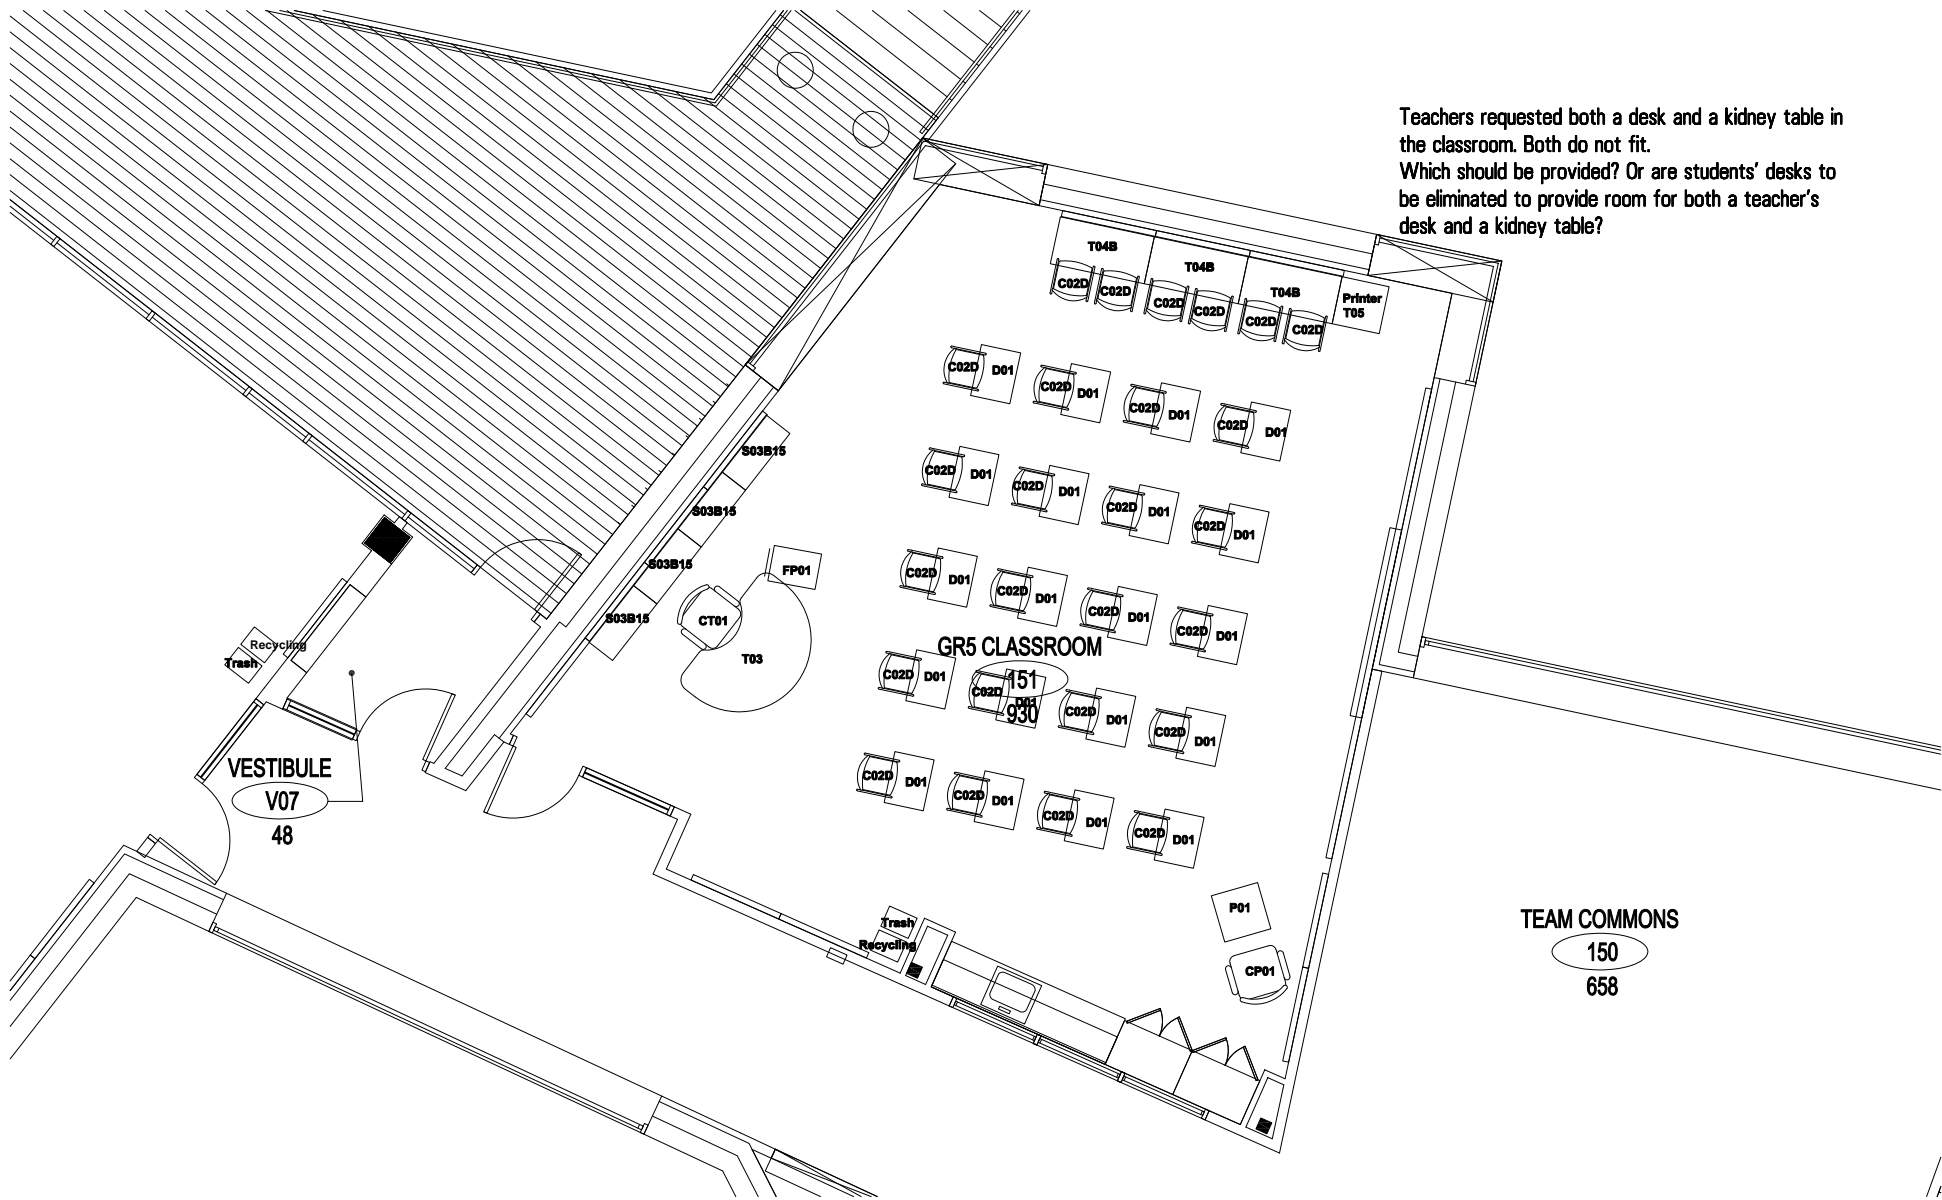 Teachers requested both a desk and a kidney table in
the classroom. Both do not fit.
Which should be provided? Or are students' desks to
be eliminated to provide room for both a teacher's
desk and a kidney table?
T04B
T04B
T04B
Printer
T05
C02D
C02D
C02D
C02D
C02D
C02D
C02D D01
C02D D01
C02D D01
C02D D01
S03B15
S03B15
S03B15
S03B15
C02D D01
C02D D01
C02D D01
C02D D01
FP01
CT01
T03
C02D D01
C02D D01
C02D D01
C02D D01
GR5 CLASSROOM
151
930
C02D D01
C02D D01
C02D D01
C02D D01
Recycling
Trash
VESTIBULE
V07
48
C02D D01
C02D D01
C02D D01
C02D D01
P01
CP01
Trash
Recycling
TEAM COMMONS
150
658